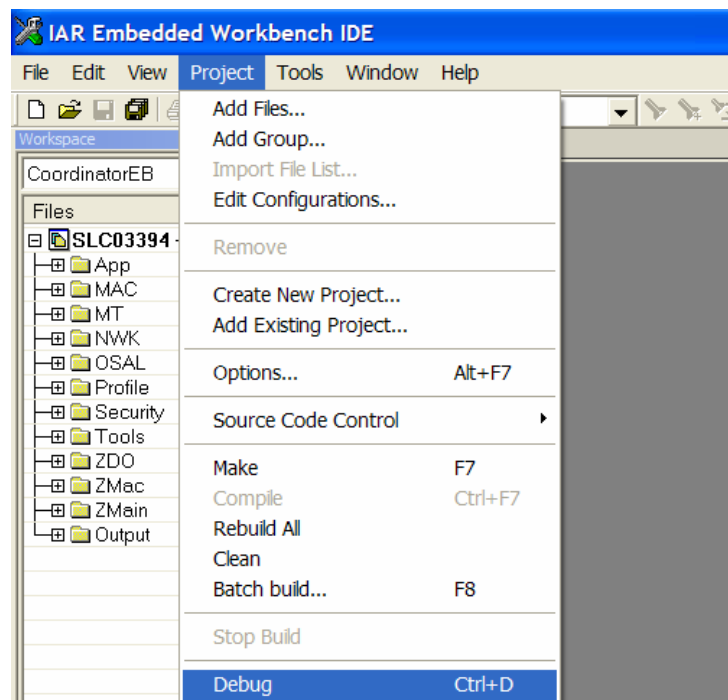 IAR Embedded Workbench IDE
File Edit View Project Tools Window Help
Workspace
CoordinatorEB
Files
SLC03394 -
App
MAC
MT
NWK
OSAL
Profile
Security
Tools
ZDO
ZMac
ZMain
Output
Add Files...
Add Group...
Import File List...
Edit Configurations...
Remove
Create New Project...
Add Existing Project...
Options... Alt+F7
Source Code Control
Make F7
Compile Ctrl+F7
Rebuild All
Clean
Batch build... F8
Stop Build
Debug Ctrl+D